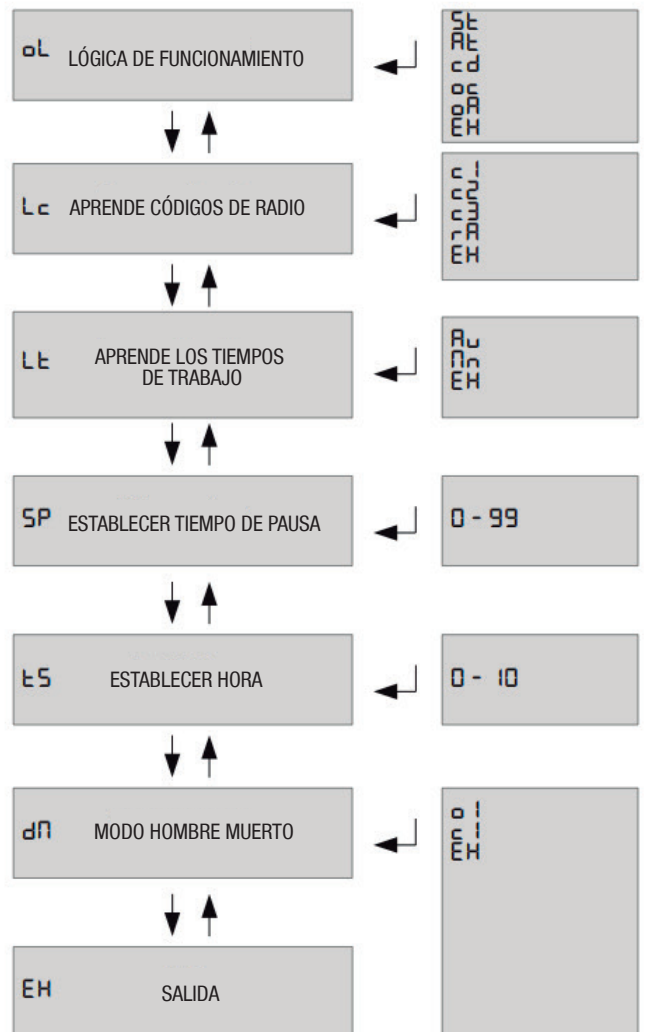 oL LÓGICA DE FUNCIONAMIENTO
St
At
cd
oc
oA
EH
Lc APRENDE CÓDIGOS DE RADIO
c1
c2
c3
rA
EH
Lt APRENDE LOS TIEMPOS
DE TRABAJO
Au
Mn
EH
SP ESTABLECER TIEMPO DE PAUSA
0 - 99
tS ESTABLECER HORA
0 - 10
dM MODO HOMBRE MUERTO
o1
c1
EH
EH SALIDA